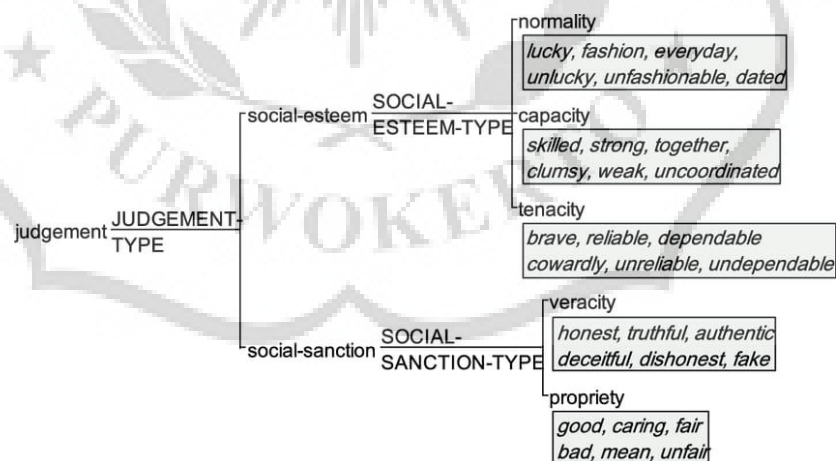 normality
lucky, fashion, everyday,
unlucky, unfashionable, dated
social-esteem SOCIAL-
ESTEEM-TYPE
capacity
skilled, strong, together,
clumsy, weak, uncoordinated
tenacity
brave, reliable, dependable
cowardly, unreliable, undependable
judgement JUDGEMENT-
TYPE
veracity
honest, truthful, authentic
deceitful, dishonest, fake
social-sanction SOCIAL-
SANCTION-TYPE
propriety
good, caring, fair
bad, mean, unfair
PURWOKERTO